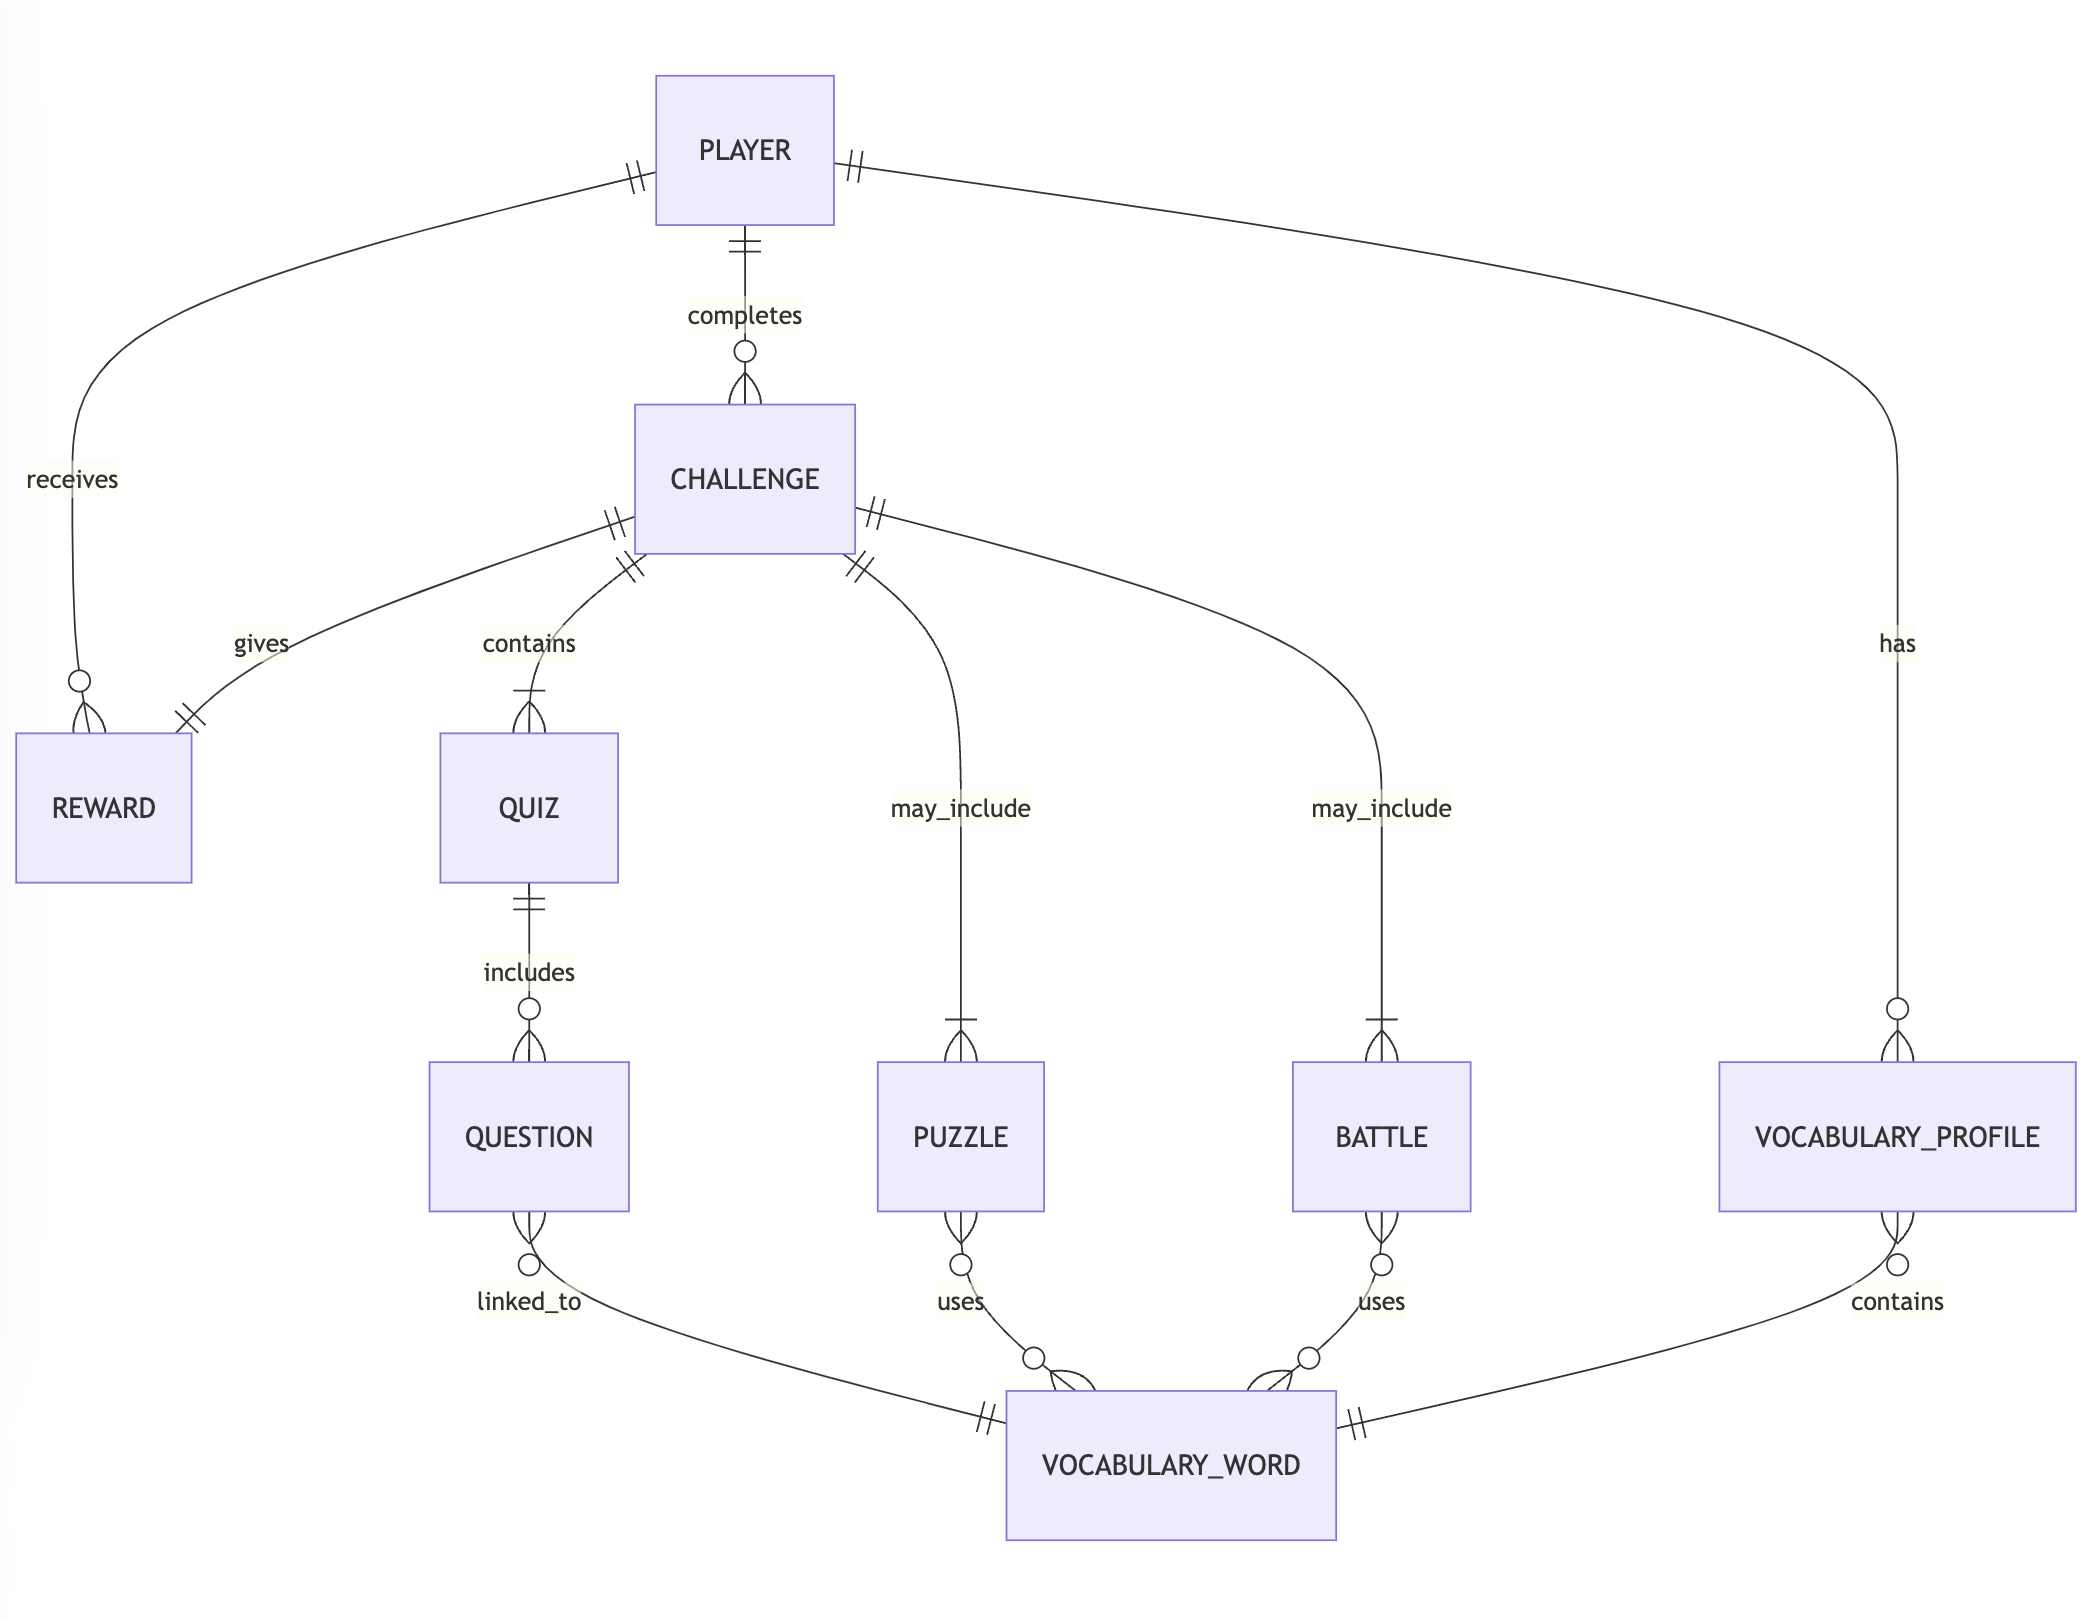 PLAYER
completes
receives
CHALLENGE
gives
contains
has
REWARD
QUIZ
may_include
may_include
includes
QUESTION
PUZZLE
BATTLE
VOCABULARY_PROFILE
linked_to
uses
uses
contains
VOCABULARY_WORD